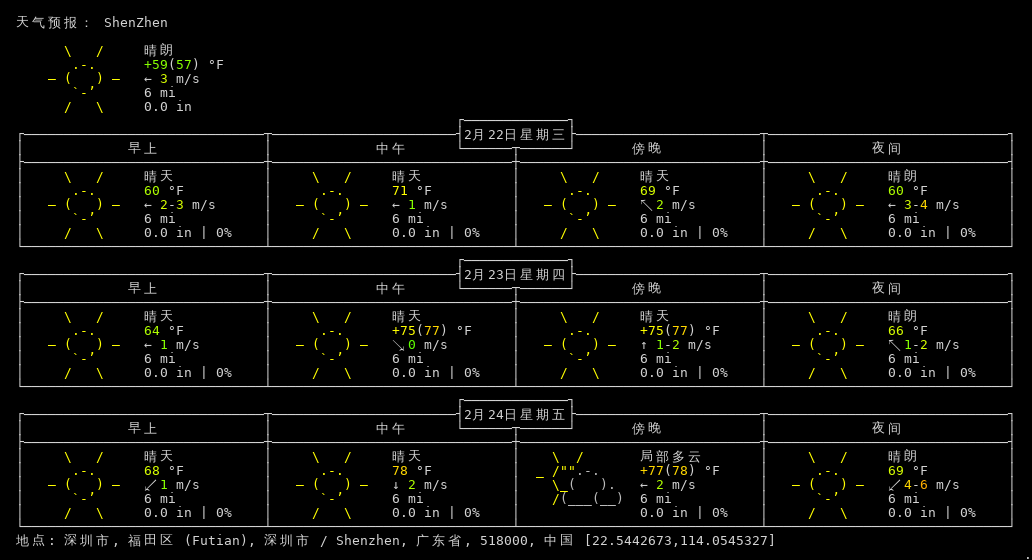 天气预报： ShenZhen
晴朗
+59(57) °F
← 3 m/s
6 mi
0.0 in
2月22日星期三
早上 中午 傍晚 夜间
晴天 晴天 晴天 晴朗
60 °F 71 °F 69 °F 60 °F
← 2-3 m/s ← 1 m/s ↖ 2 m/s ← 3-4 m/s
6 mi 6 mi 6 mi 6 mi
0.0 in | 0% 0.0 in | 0% 0.0 in | 0% 0.0 in | 0%
2月23日星期四
早上 中午 傍晚 夜间
晴天 晴天 晴天 晴朗
64 °F +75(77) °F +75(77) °F 66 °F
← 1 m/s ↘ 0 m/s ↑ 1-2 m/s ↖ 1-2 m/s
6 mi 6 mi 6 mi 6 mi
0.0 in | 0% 0.0 in | 0% 0.0 in | 0% 0.0 in | 0%
2月24日星期五
早上 中午 傍晚 夜间
晴天 晴天 局部多云 晴朗
68 °F 78 °F +77(78) °F 69 °F
↙ 1 m/s ↓ 2 m/s ← 2 m/s ↙ 4-6 m/s
6 mi 6 mi 6 mi 6 mi
0.0 in | 0% 0.0 in | 0% 0.0 in | 0% 0.0 in | 0%
地点: 深圳市, 福田区 (Futian), 深圳市 / Shenzhen, 广东省, 518000, 中国 [22.5442673,114.0545327]